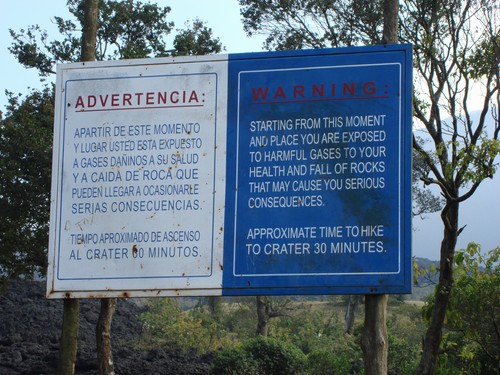 ADVERTENCIA:
APARTIR DE ESTE MOMENTO
Y LUGAR USTED ESTA EXPUESTO
A GASES DAÑINOS A SU SALUD
Y A CAIDA DE ROCA QUE
PUEDEN LLEGAR A OCASIONARLE
SERIAS CONSECUENCIAS.
TIEMPO APROXIMADO DE ASCENSO
AL CRATER 60 MINUTOS.
WARNING:
STARTING FROM THIS MOMENT
AND PLACE YOU ARE EXPOSED
TO HARMFUL GASES TO YOUR
HEALTH AND FALL OF ROCKS
THAT MAY CAUSE YOU SERIOUS
CONSEQUENCES.
APPROXIMATE TIME TO HIKE
TO CRATER 30 MINUTES.